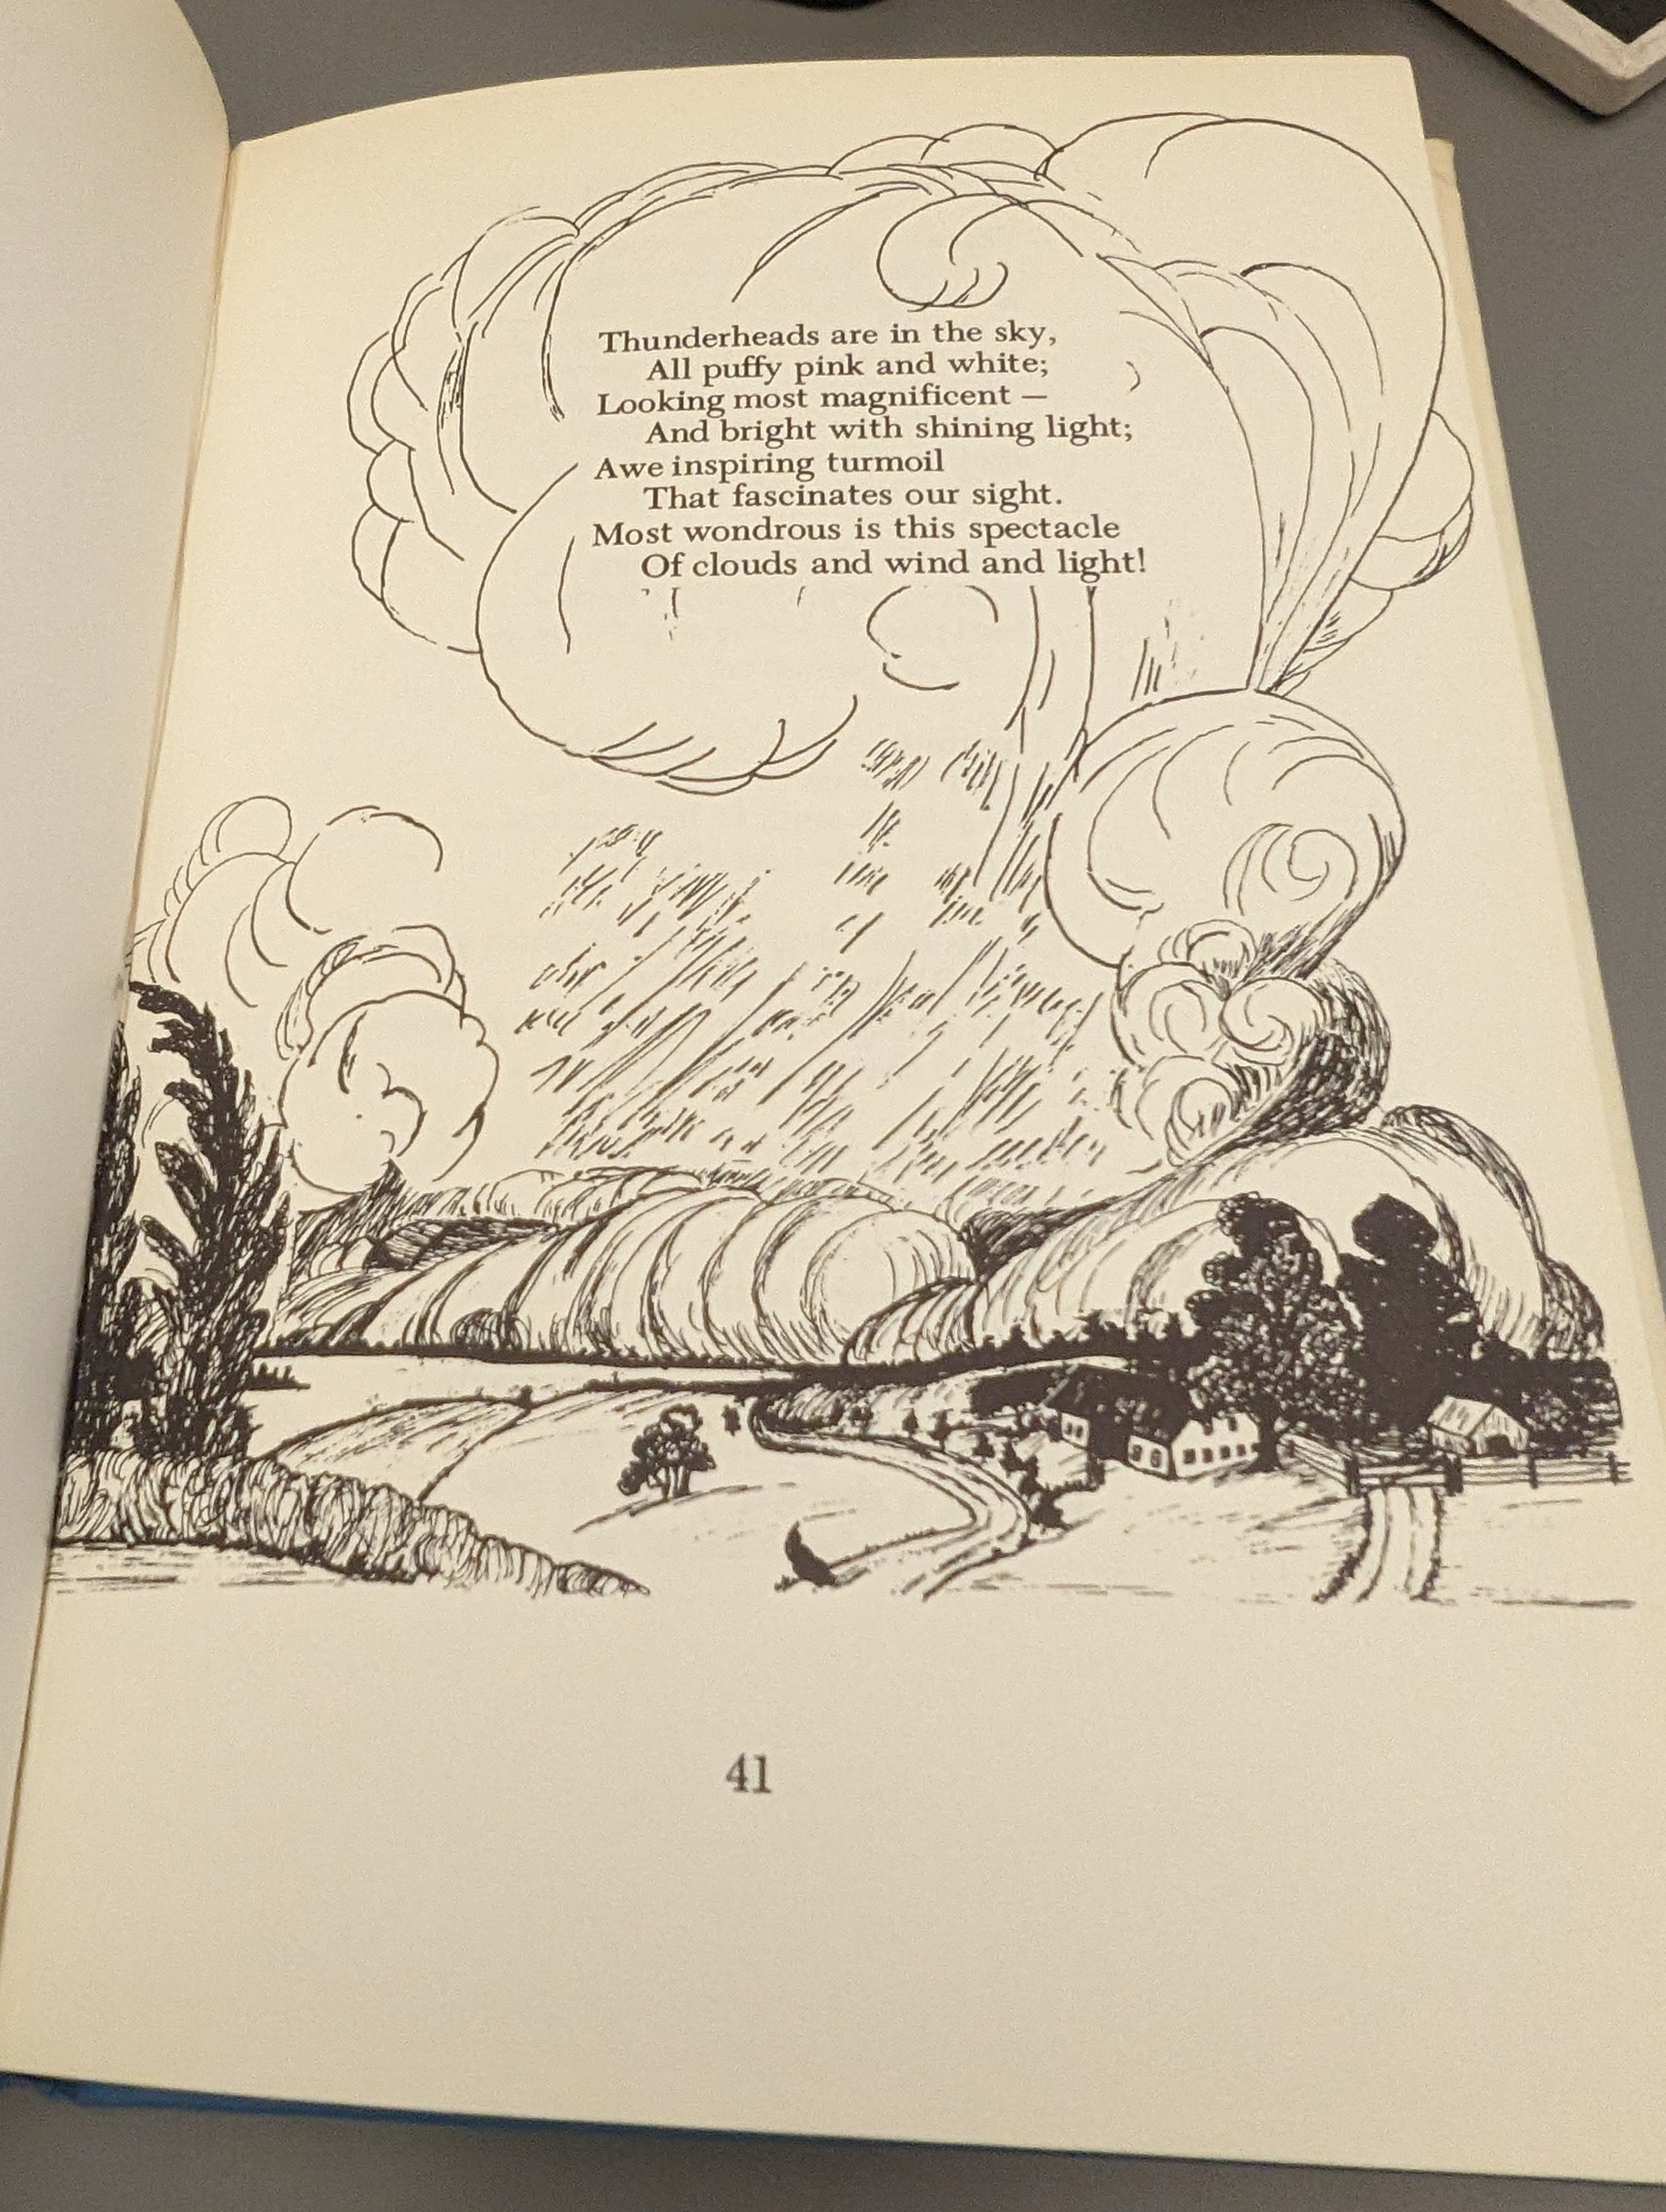 Thunderheads are in the sky,
All puffy pink and white;
Looking most magnificent —
And bright with shining light;
Awe inspiring turmoil
That fascinates our sight.
Most wondrous is this spectacle
Of clouds and wind and light!
41